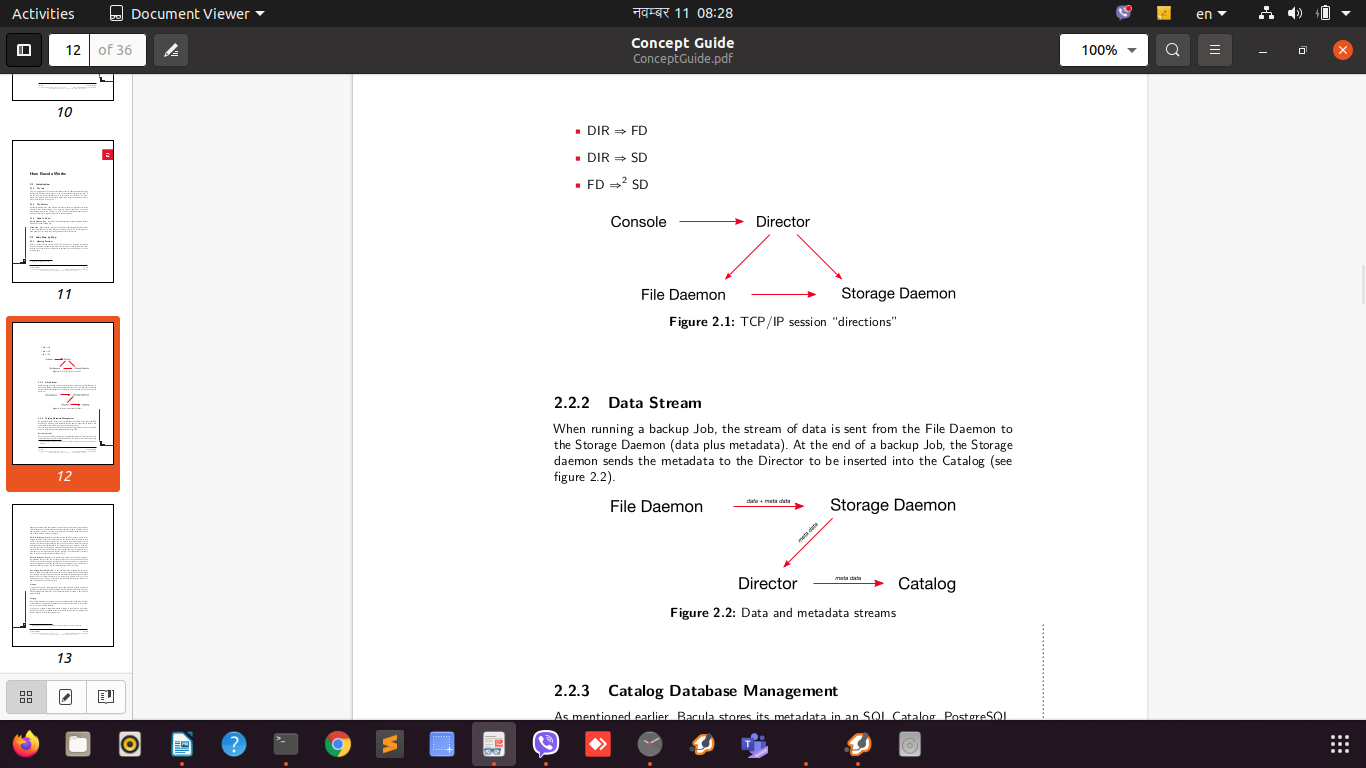 Activities
Document Viewer
नवम्बर 11 08:28
en
12
of 36
Concept Guide
ConceptGuide.pdf
100%
10
11
12
13
DIR ⇒ FD
DIR ⇒ SD
FD ⇒² SD
Console
Director
File Daemon
Storage Daemon
Figure 2.1: TCP/IP session “directions”
2.2.2 Data Stream
When running a backup Job, the stream of data is sent from the File Daemon to
the Storage Daemon (data plus metadata). At the end of a backup Job, the Storage
daemon sends the metadata to the Director to be inserted into the Catalog (see
figure 2.2).
File Daemon
data + meta data
Storage Daemon
meta data
Director
meta data
Catalog
Figure 2.2: Data and metadata streams
2.2.3 Catalog Database Management
As mentioned earlier, Bacula stores its metadata in an SQL Catalog. PostgreSQL